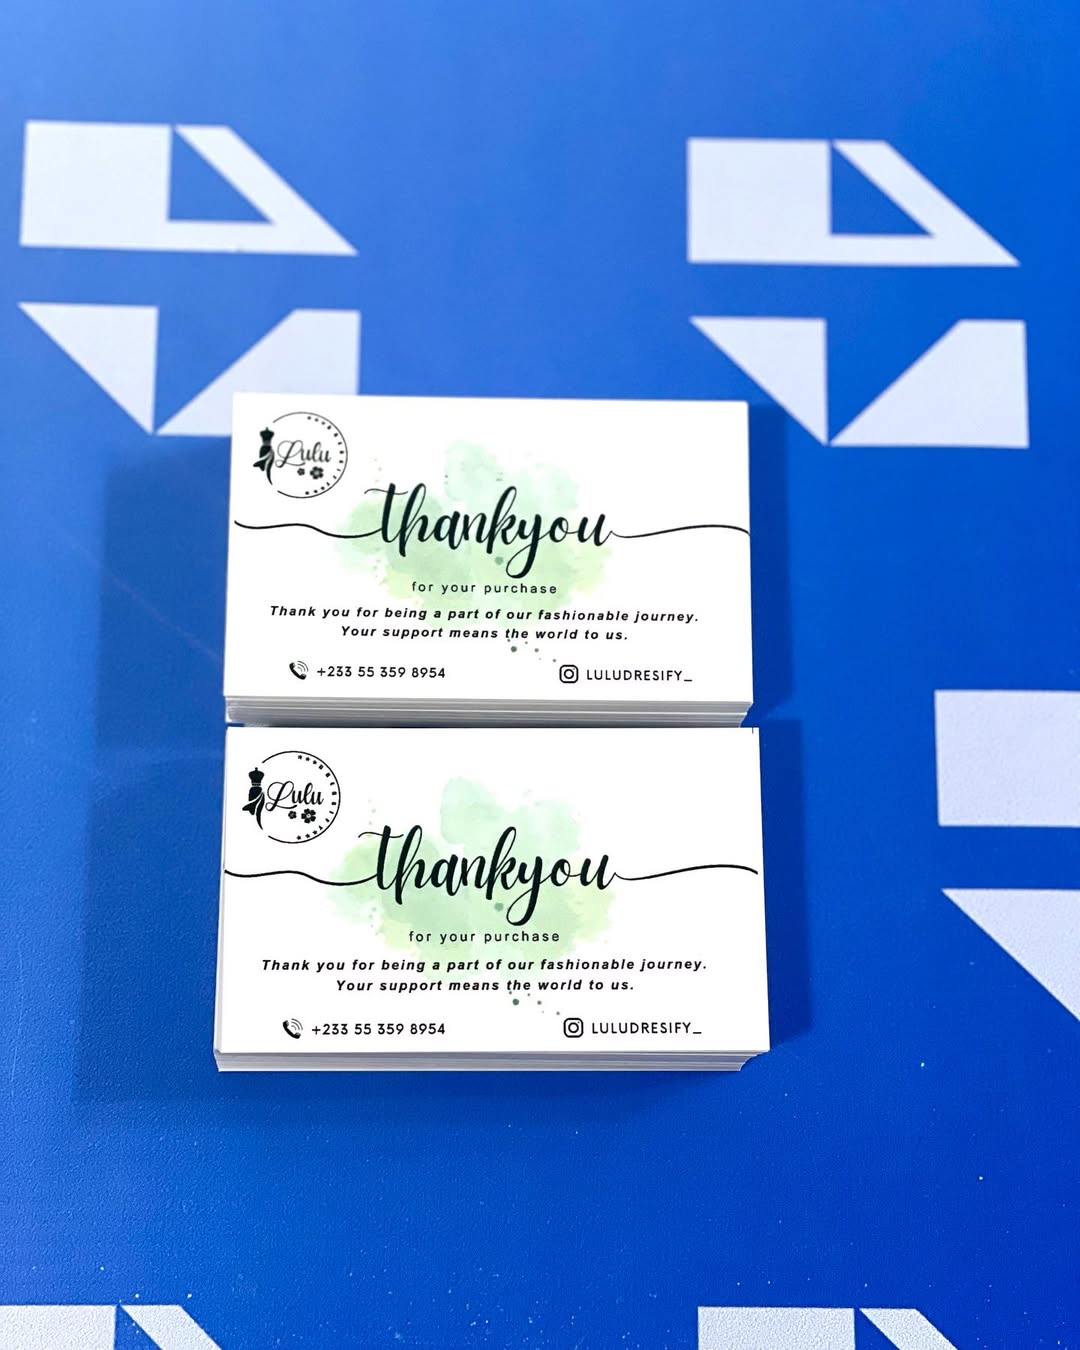 Lulu
thankyou
for your purchase
Thank you for being a part of our fashionable journey.
Your support means the world to us.
+233 55 359 8954
LULUDRESIFY_
Lulu
thankyou
for your purchase
Thank you for being a part of our fashionable journey.
Your support means the world to us.
+233 55 359 8954
LULUDRESIFY_